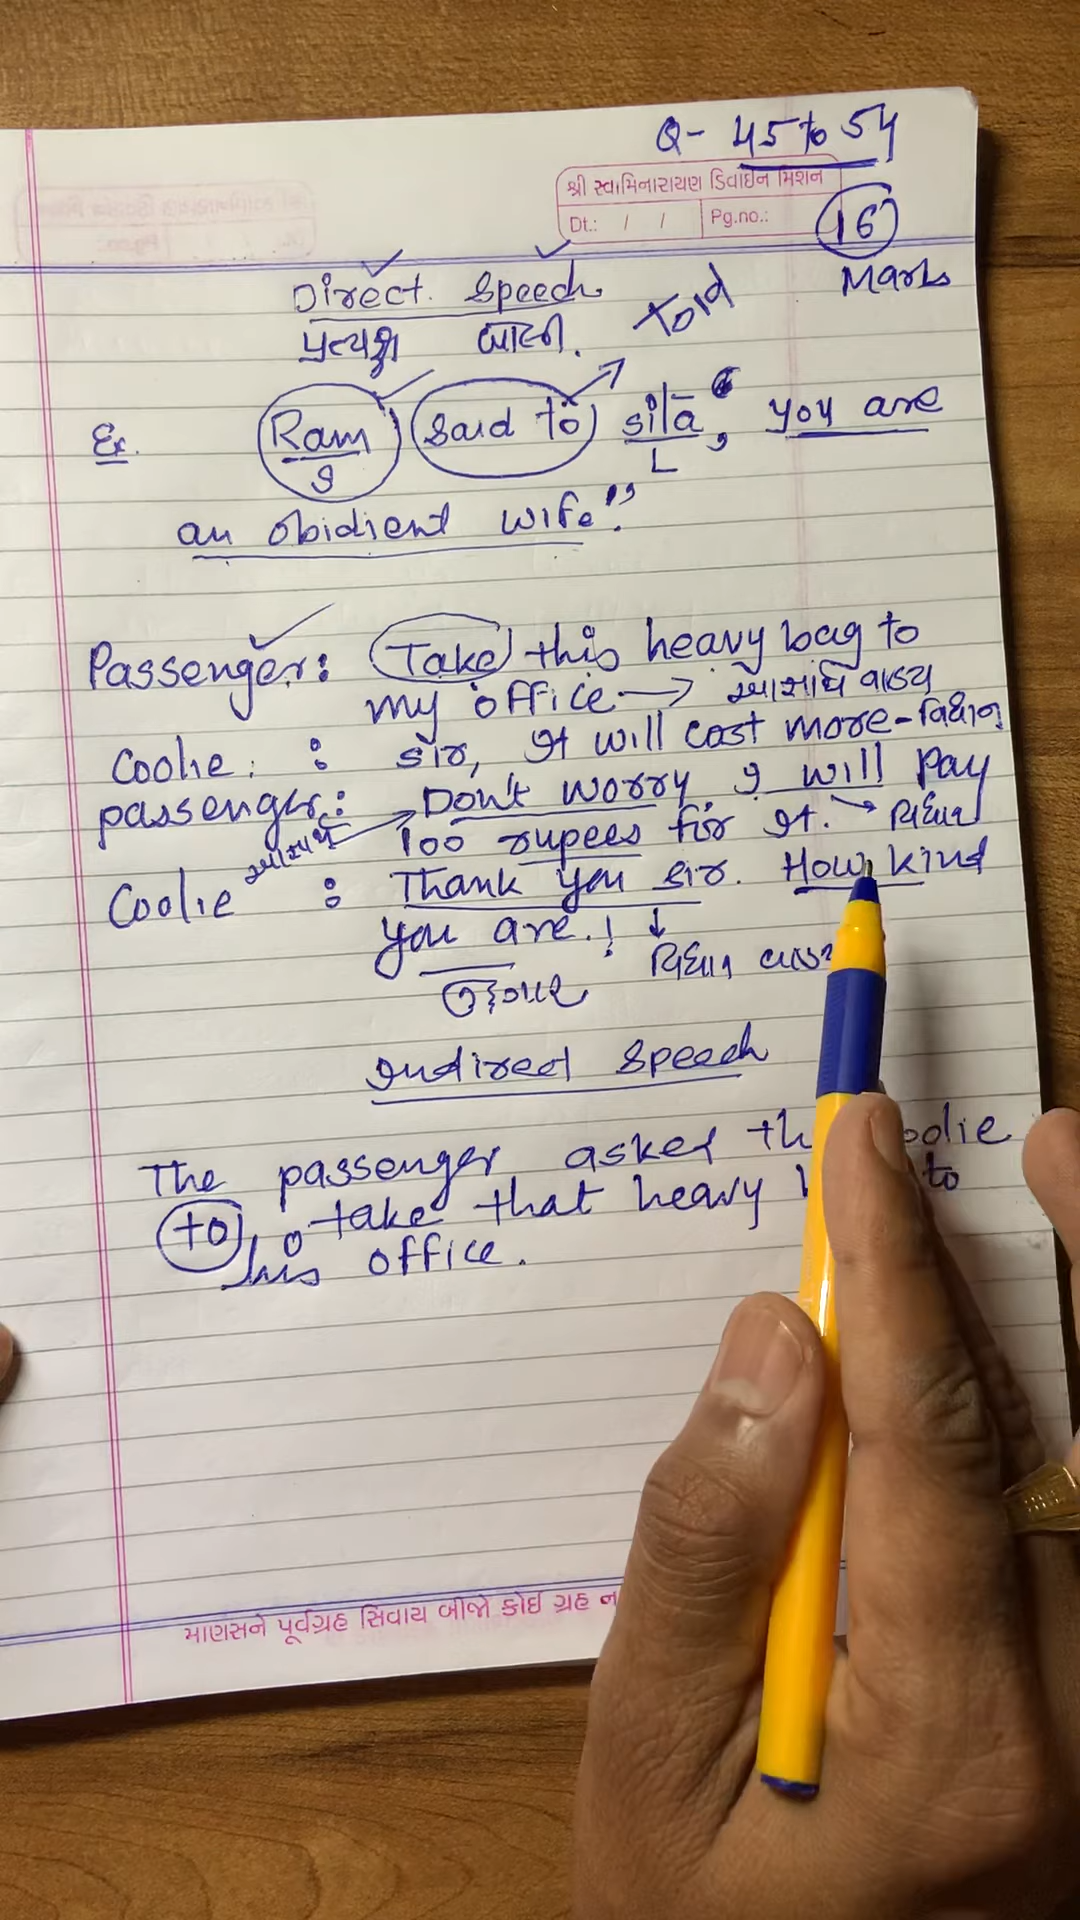 Q- 45 to 54
શ્રી સ્વામિનારાયણ ડિવાઈન મિશન
Dt.: / / Pg.no.:
16
Marks
Direct. Speech
પ્રત્યક્ષ બોલી.
Told
Ex. Ram said to sita, "you are
S L
an obidient wife."
Passenger: Take this heavy bag to
my office → આજ્ઞાર્થ વાક્ય
Coolie: : sir, It will cost more - વિધાન
passenger: Don't worry, I will pay
આજ્ઞાર્થ 100 rupees for It. → વિધાન
Coolie : Thank you sir. How kind
you are.! ↓
ઉદ્દગાર વિધાન
Indirect Speech
The passenger asked
to take that heavy to
his office.
માણસને પૂર્વગ્રહ સિવાય બીજો કોઇ ગ્રહ